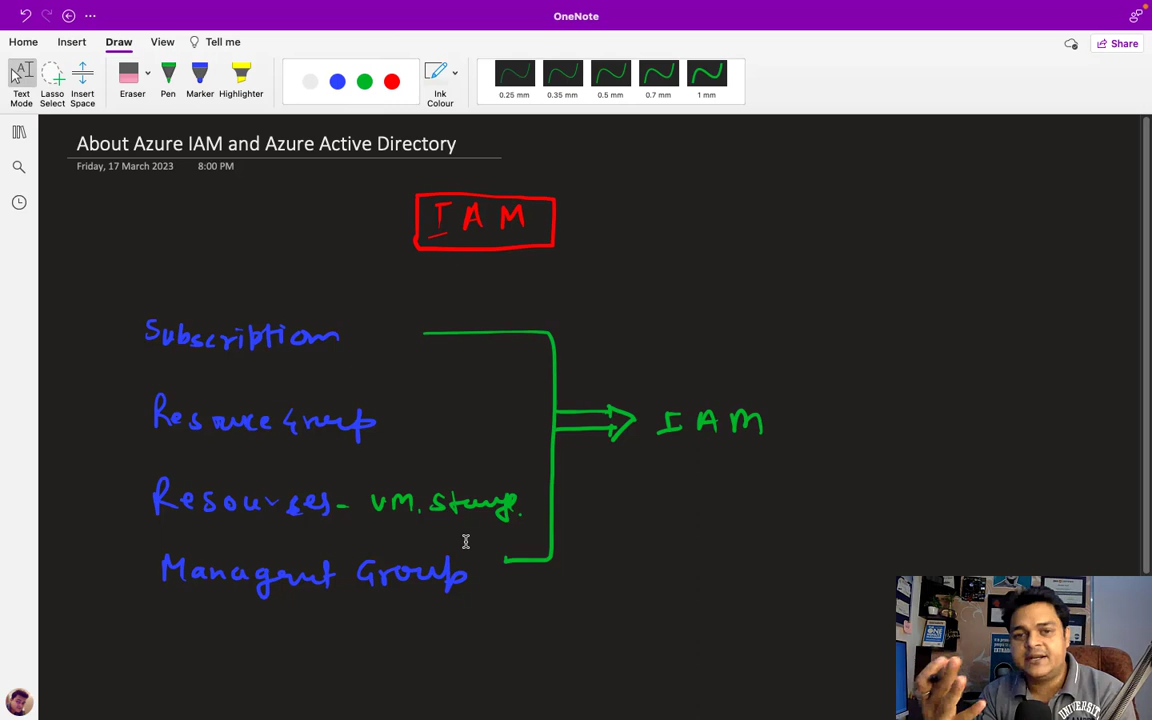 OneNote
Home Insert Draw View Tell me
Share
Text Mode
Lasso Select
Insert Space
Eraser
Pen
Marker
Highlighter
Ink Colour
0.25 mm 0.35 mm 0.5 mm 0.7 mm 1 mm
About Azure IAM and Azure Active Directory
Friday, 17 March 2023 8:00 PM
IAM
Subscription
Resource Group
Resources - VM, Storage.
IAM
Managent Group
UNIVERS